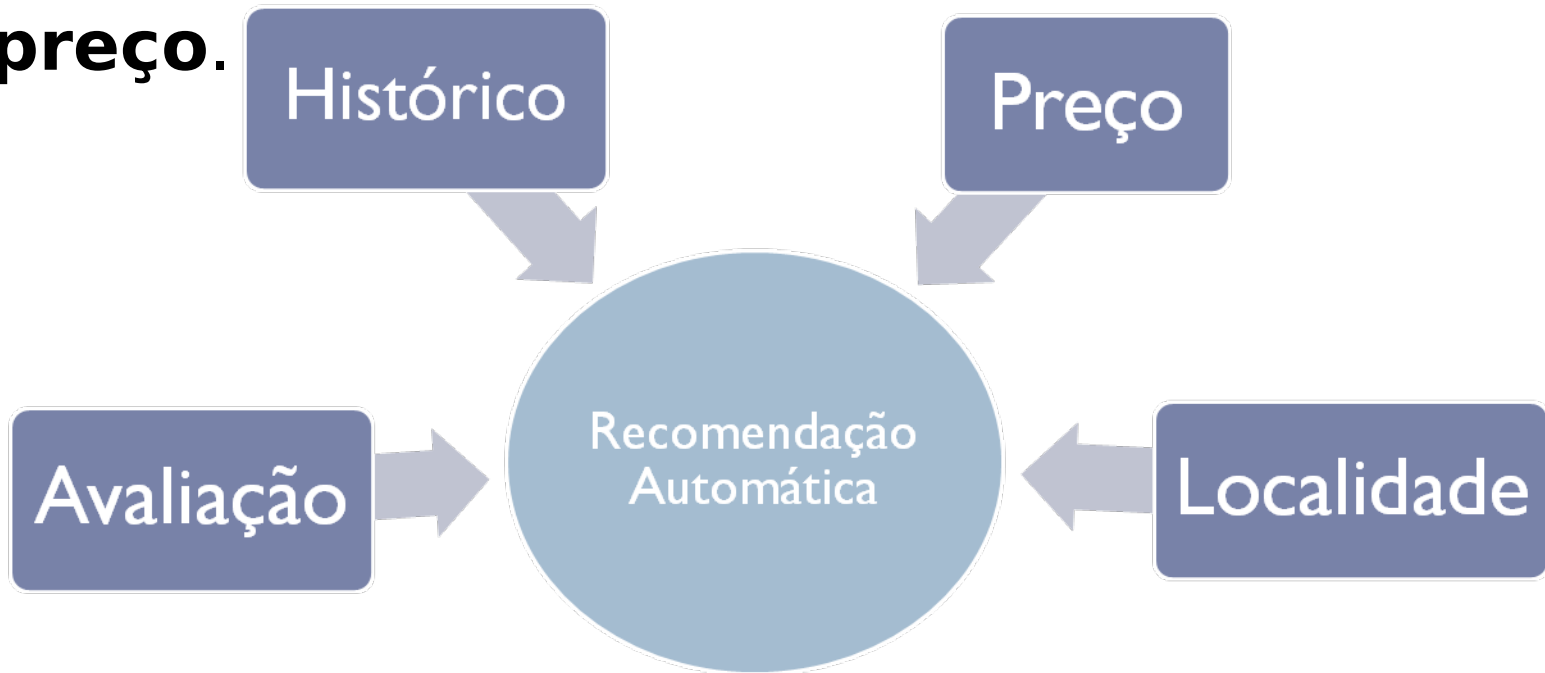 preço.
Histórico
Preço
Avaliação
Recomendação
Automática
Localidade